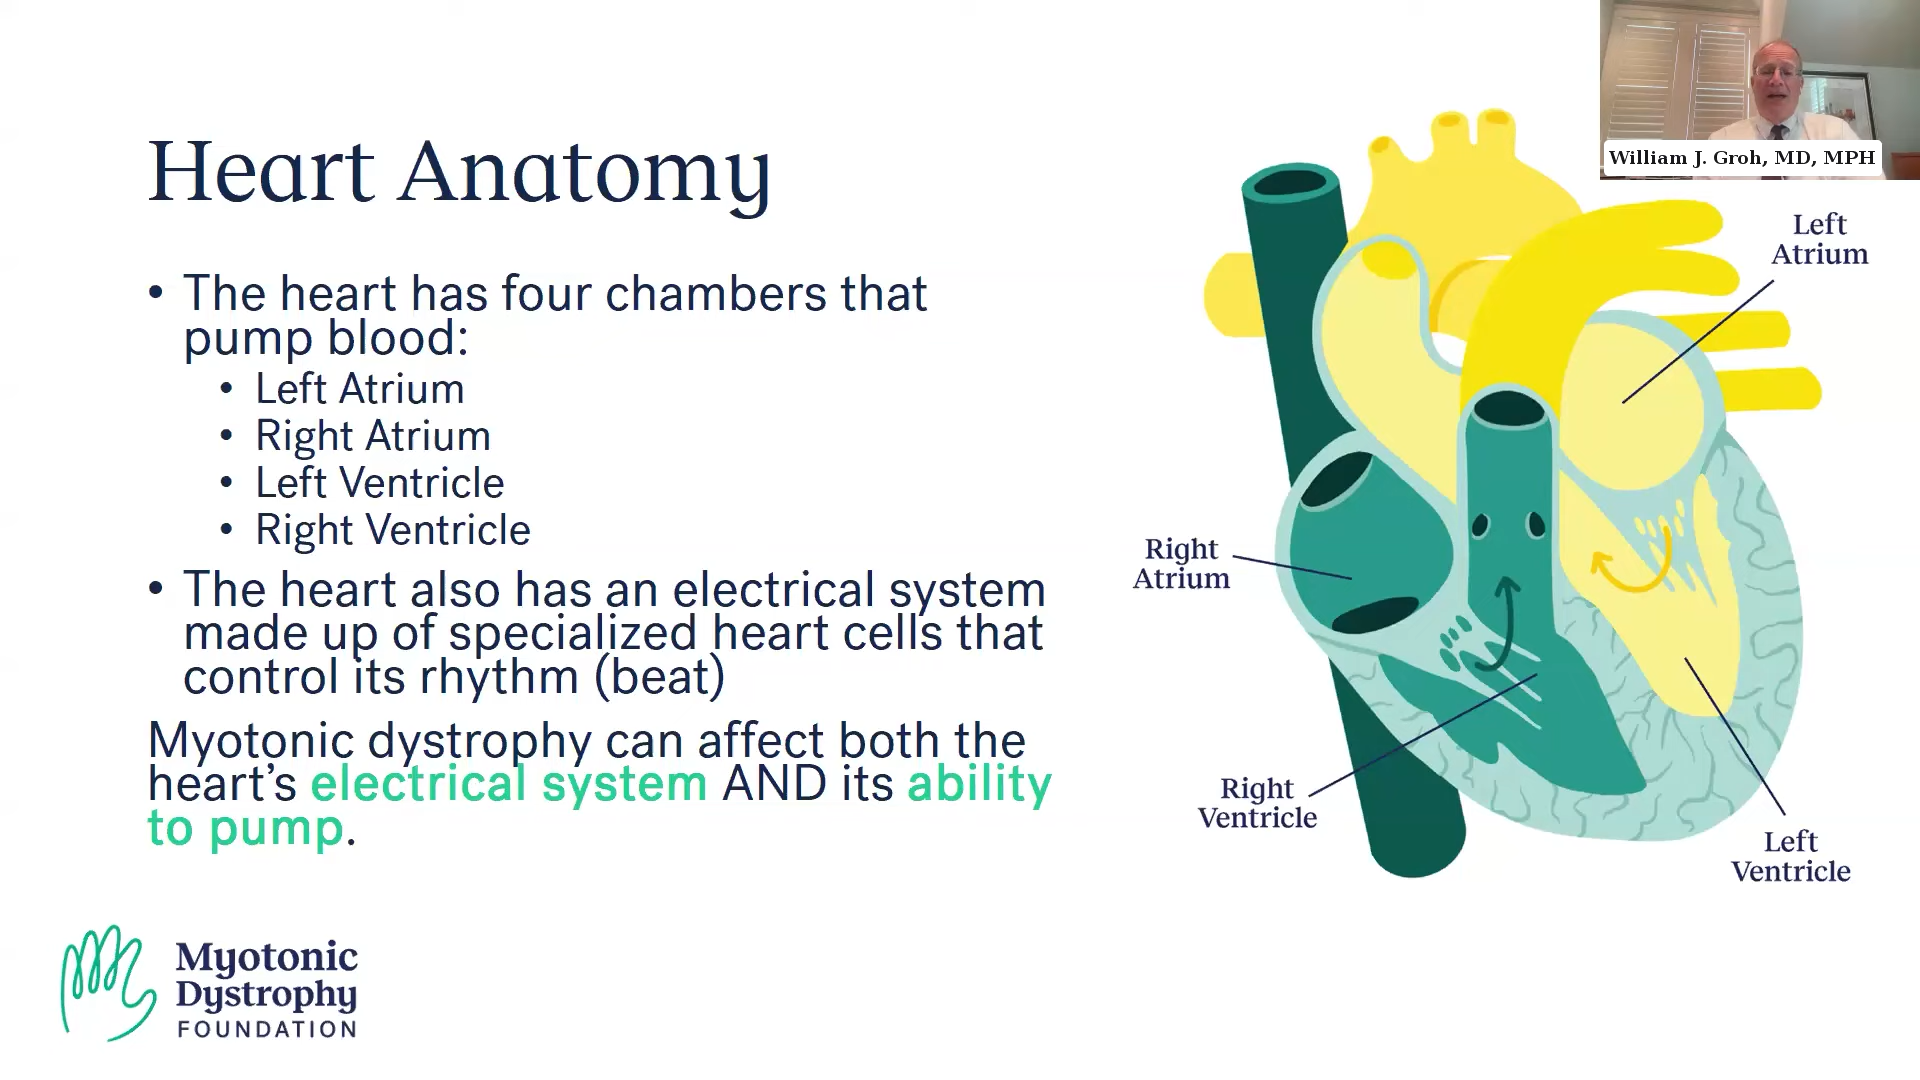 William J. Groh, MD, MPH
Heart Anatomy
• The heart has four chambers that
pump blood:
• Left Atrium
• Right Atrium
• Left Ventricle
• Right Ventricle
• The heart also has an electrical system
made up of specialized heart cells that
control its rhythm (beat)
Myotonic dystrophy can affect both the
heart’s electrical system AND its ability
to pump.
Left
Atrium
Right
Atrium
Right
Ventricle
Left
Ventricle
Myotonic
Dystrophy
FOUNDATION